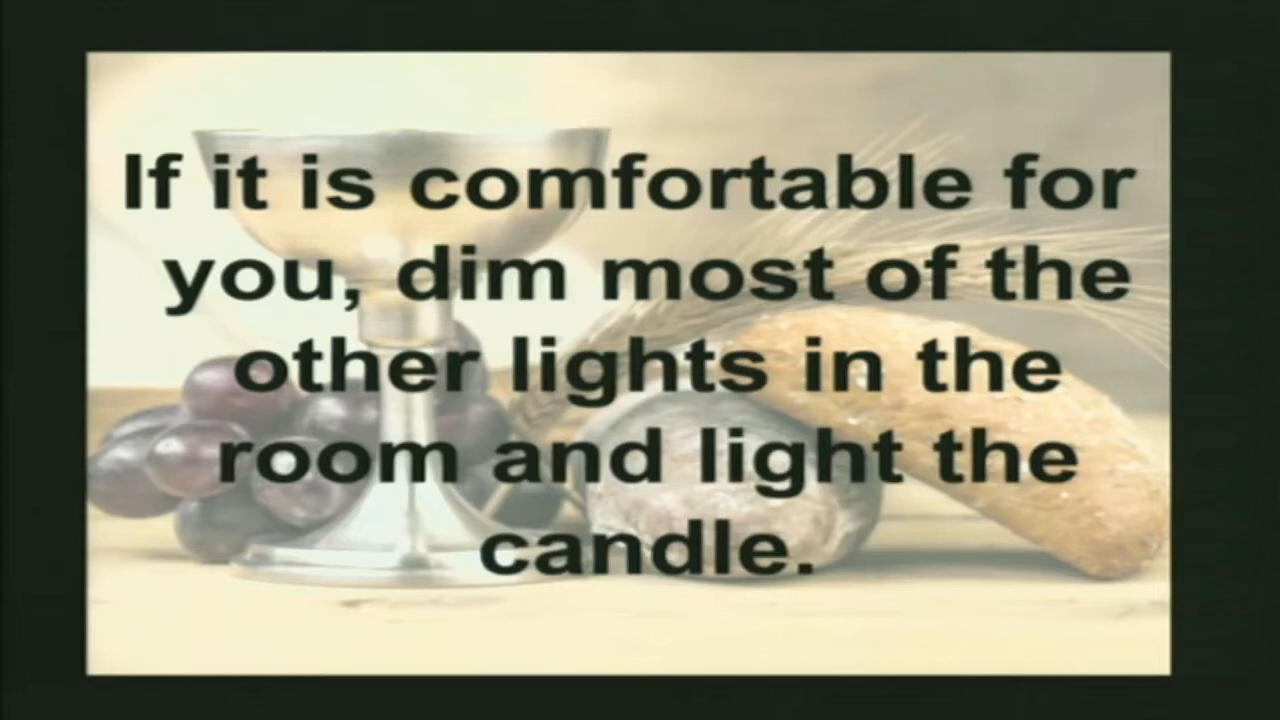 If it is comfortable for
you, dim most of the
other lights in the
room and light the
candle.